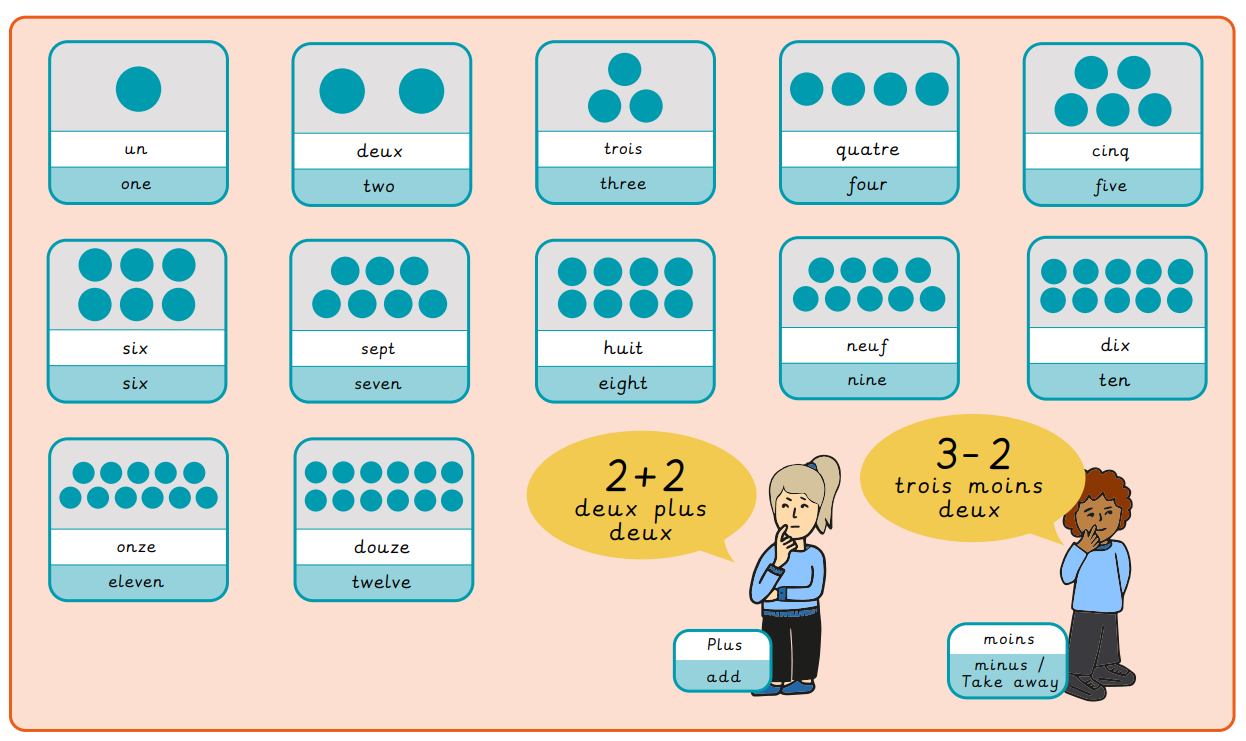 un
one
deux
two
trois
three
quatre
four
cinq
five
six
six
sept
seven
huit
eight
neuf
nine
dix
ten
onze
eleven
douze
twelve
2+2
deux plus
deux
Plus
add
3-2
trois moins
deux
moins
minus /
Take away